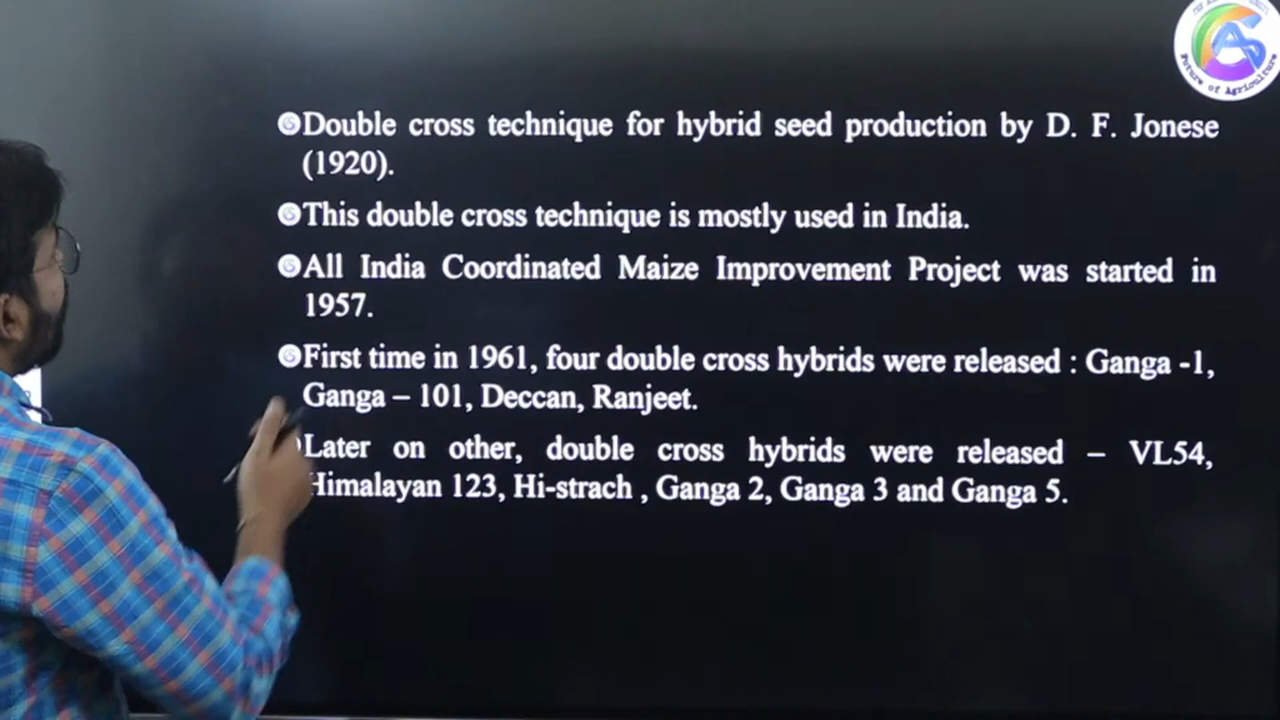 Double cross technique for hybrid seed production by D. F. Jonese
(1920).
This double cross technique is mostly used in India.
All India Coordinated Maize Improvement Project was started in
1957.
First time in 1961, four double cross hybrids were released : Ganga -1,
Ganga – 101, Deccan, Ranjeet.
Later on other, double cross hybrids were released – VL54,
Himalayan 123, Hi-strach , Ganga 2, Ganga 3 and Ganga 5.
Future of Agriculture